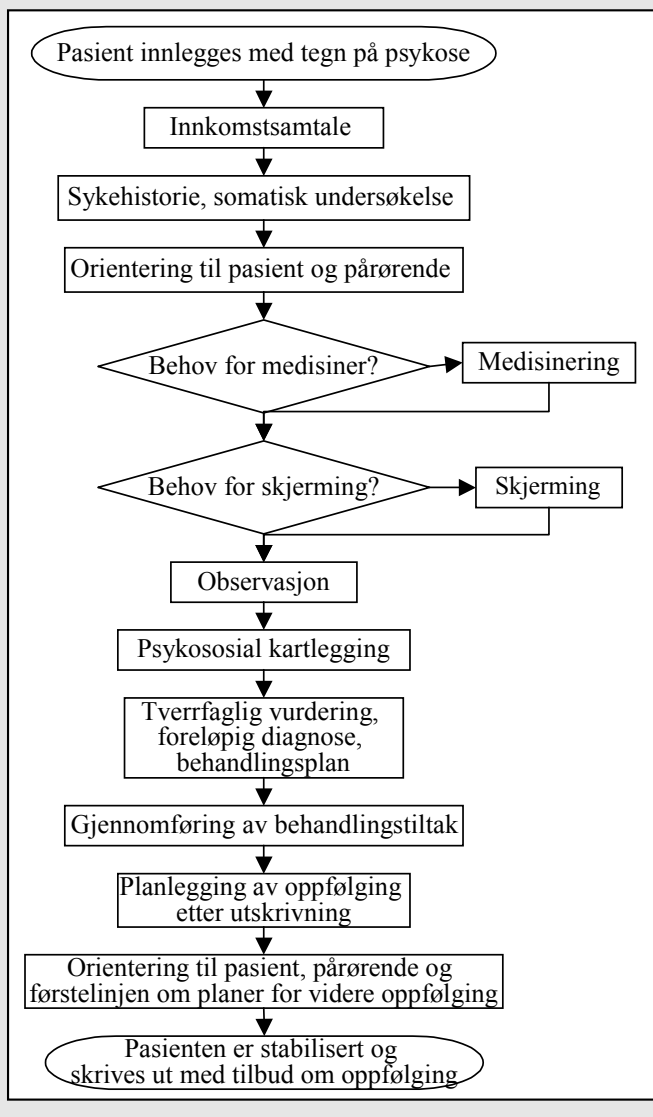 Pasient innlegges med tegn på psykose
Innkomstsamtale
Sykehistorie, somatisk undersøkelse
Orientering til pasient og pårørende
Behov for medisiner?
Medisinering
Behov for skjerming?
Skjerming
Observasjon
Psykososial kartlegging
Tverrfaglig vurdering,
foreløpig diagnose,
behandlingsplan
Gjennomføring av behandlingstiltak
Planlegging av oppfølging
etter utskrivning
Orientering til pasient, pårørende og
førstelinjen om planer for videre oppfølging
Pasienten er stabilisert og
skrives ut med tilbud om oppfølging